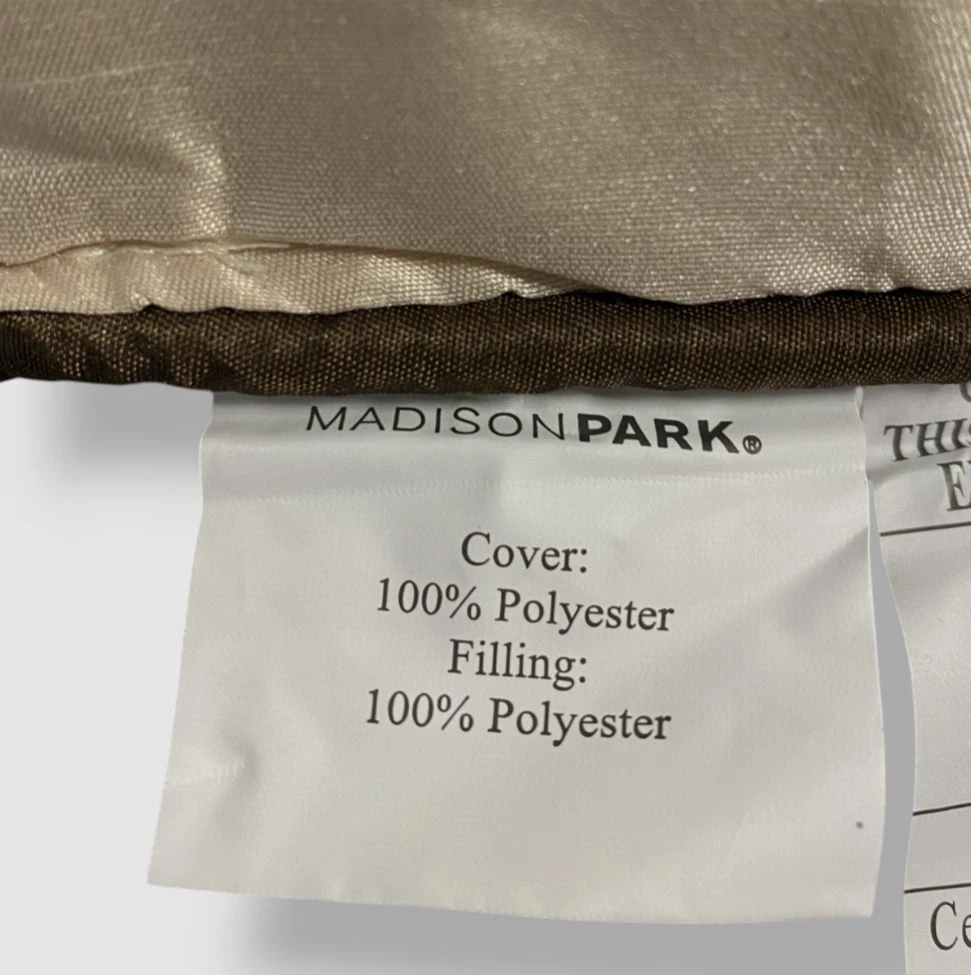 MADISONPARK®
Cover:
100% Polyester
Filling:
100% Polyester